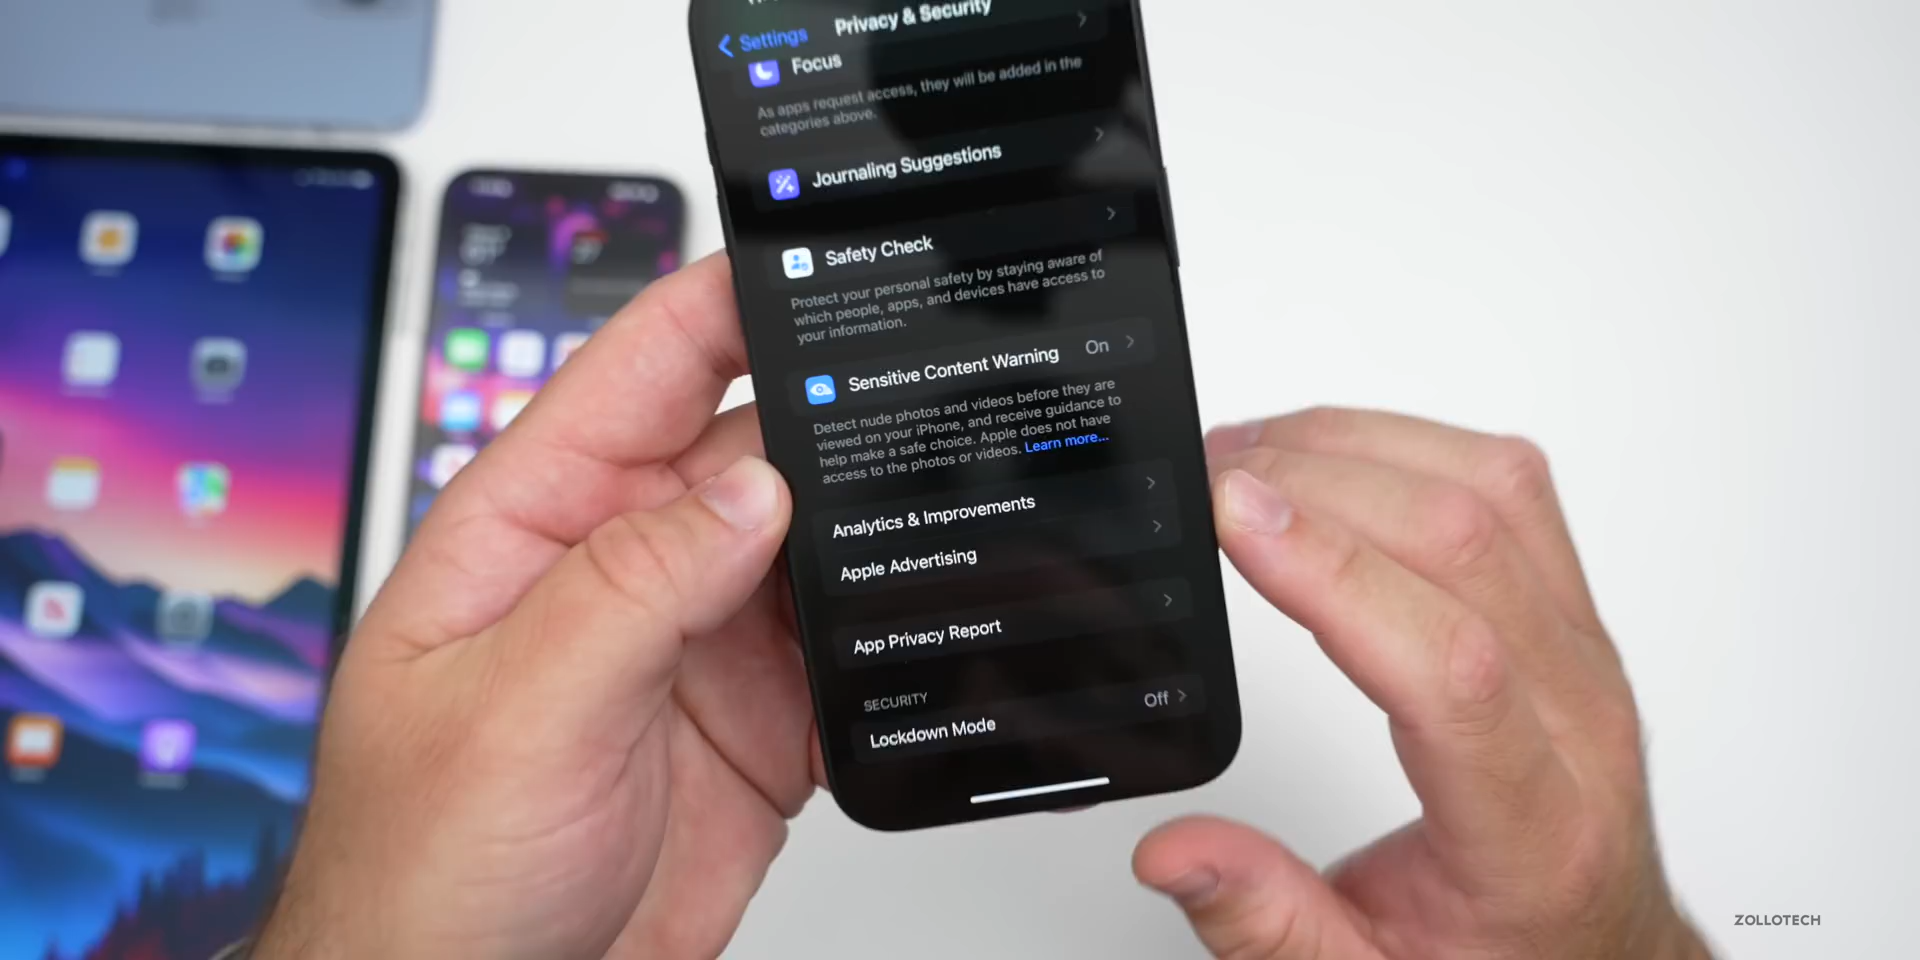 Privacy & Security
Settings
Focus
As apps request access, they will be added in the
categories above.
Journaling Suggestions
Safety Check
Protect your personal safety by staying aware of
which people, apps, and devices have access to
your information.
Sensitive Content Warning On
Detect nude photos and videos before they are
viewed on your iPhone, and receive guidance to
help make a safe choice. Apple does not have
access to the photos or videos. Learn more...
Analytics & Improvements
Apple Advertising
App Privacy Report
SECURITY
Lockdown Mode Off
ZOLLOTECH